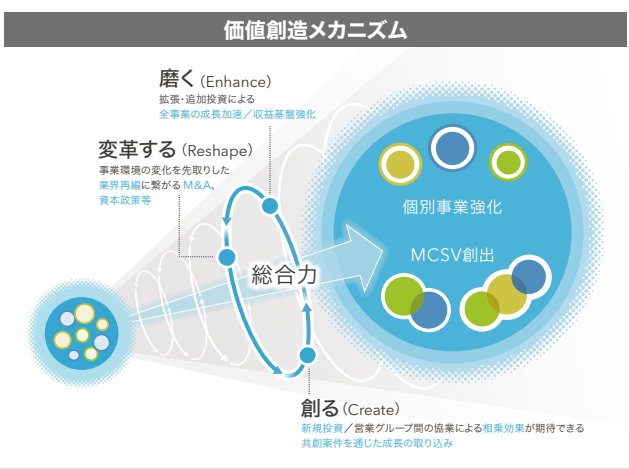 価値創造メカニズム
磨く(Enhance)
拡張・追加投資による
全事業の成長加速／収益基盤強化
変革する(Reshape)
事業環境の変化を先取りした
業界再編に繋がる M&A、
資本政策等
個別事業強化
MCSV創出
総合力
創る(Create)
新規投資／営業グループ間の協業による相乗効果が期待できる
共創案件を通じた成長の取り込み